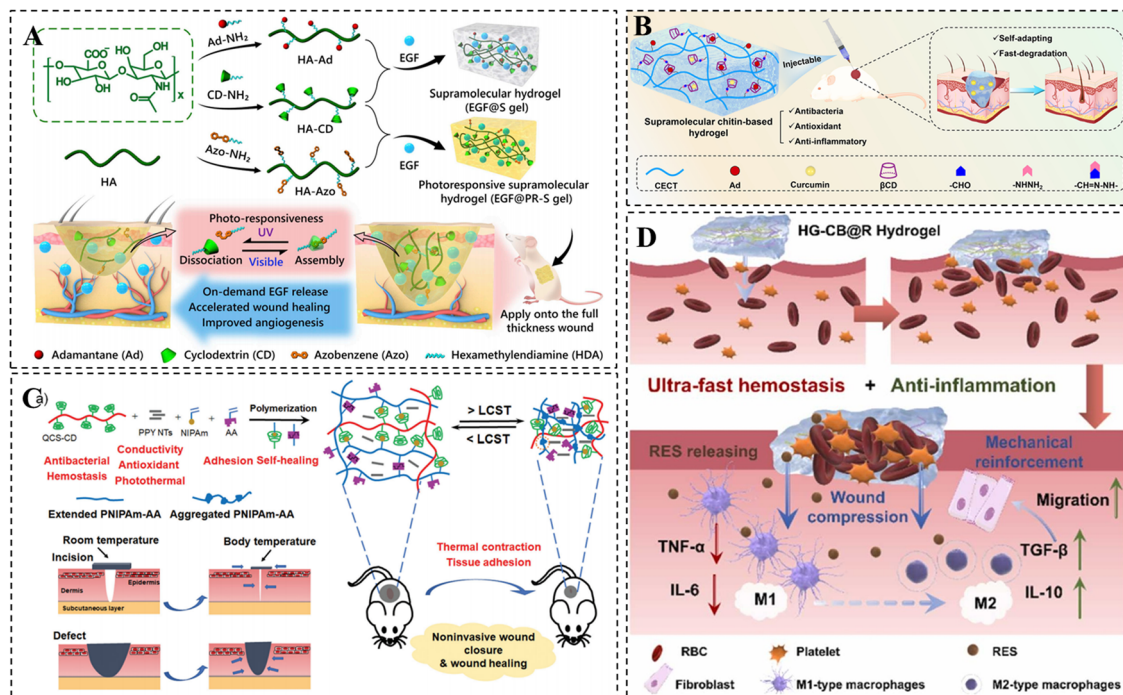 A
COO⁻
OH
HO
O
NH
x
HA
Ad-NH₂
HA-Ad
CD-NH₂
HA-CD
Azo-NH₂
HA-Azo
EGF
EGF
Supramolecular hydrogel
(EGF@S gel)
Photoresponsive supramolecular
hydrogel (EGF@PR-S gel)
Photo-responsiveness
UV
Dissociation
Assembly
Visible
On-demand EGF release
Accelerated wound healing
Improved angiogenesis
Apply onto the full
thickness wound
Adamantane (Ad)
Cyclodextrin (CD)
Azobenzene (Azo)
Hexamethylendiamine (HDA)
B
Injectable
✓Self-adapting
✓Fast-degradation
Supramolecular chitin-based
hydrogel
✓Antibacteria
✓Antioxidant
✓Anti-inflammatory
CECT
Ad
Curcumin
βCD
-CHO
-NHNH₂
-CH=N-NH-
C
a)
QCS-CD
+
PPY NTs
+
NIPAm
+
AA
Polymerization
Antibacterial
Hemostasis
Conductivity
Antioxidant
Photothermal
Adhesion
Self-healing
> LCST
< LCST
Extended PNIPAm-AA
Aggregated PNIPAm-AA
Room temperature
Body temperature
Incision
Epidermis
Dermis
Subcutaneous layer
Defect
Thermal contraction
Tissue adhesion
Noninvasive wound
closure
& wound healing
D
HG-CB@R Hydrogel
Ultra-fast hemostasis + Anti-inflammation
RES releasing
Mechanical
reinforcement
Wound
compression
Migration
TNF-α
TGF-β
IL-6
IL-10
M1
M2
RBC
Platelet
RES
Fibroblast
M1-type macrophages
M2-type macrophages